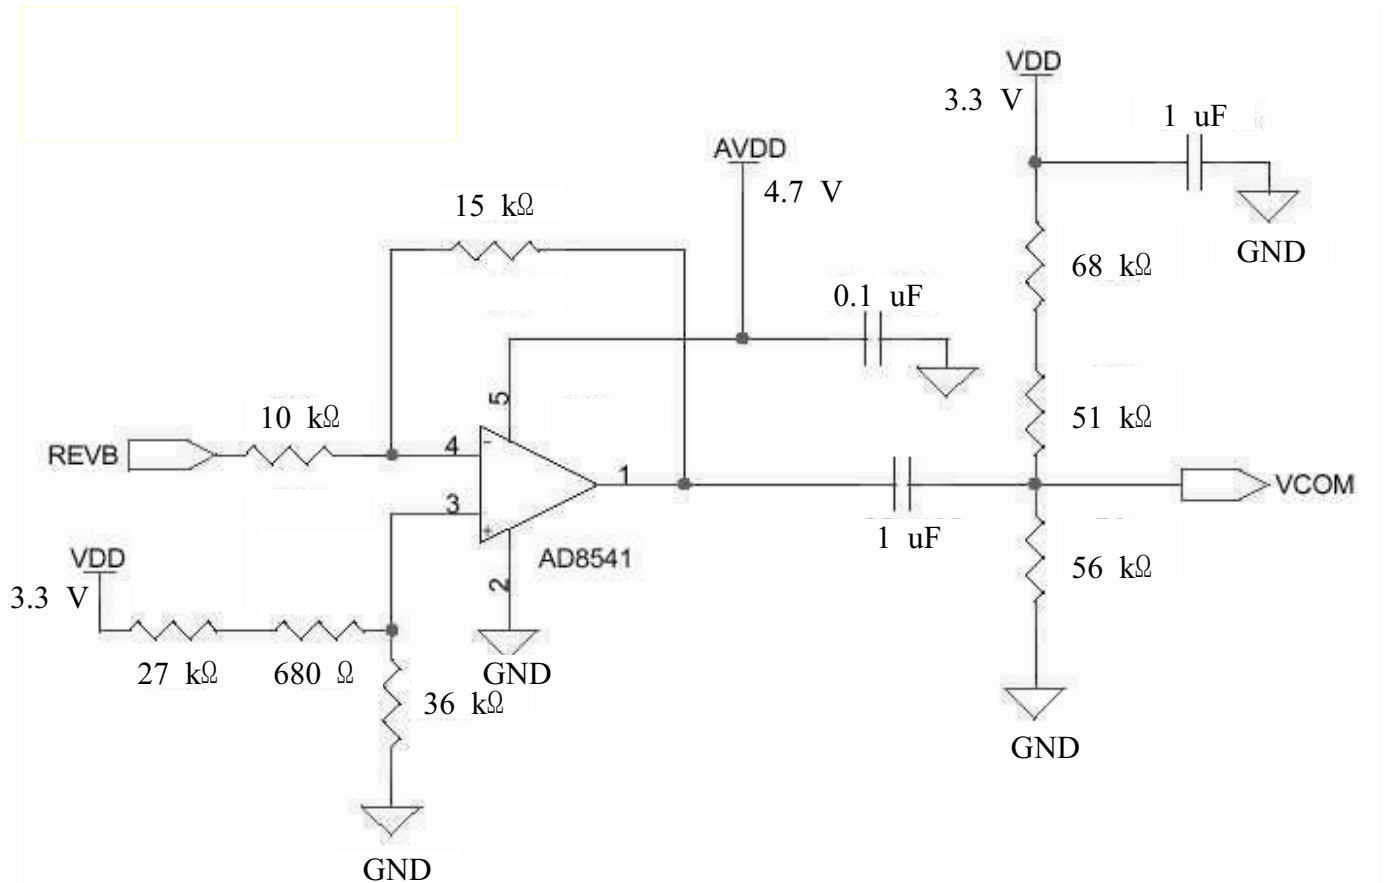 VDD
3.3 V
1 uF
AVDD
4.7 V
15 kΩ
GND
68 kΩ
0.1 uF
5
10 kΩ
51 kΩ
REVB
4
-
1
VCOM
3
+
1 uF
AD8541
VDD
2
56 kΩ
3.3 V
27 kΩ
680 Ω
GND
36 kΩ
GND
GND